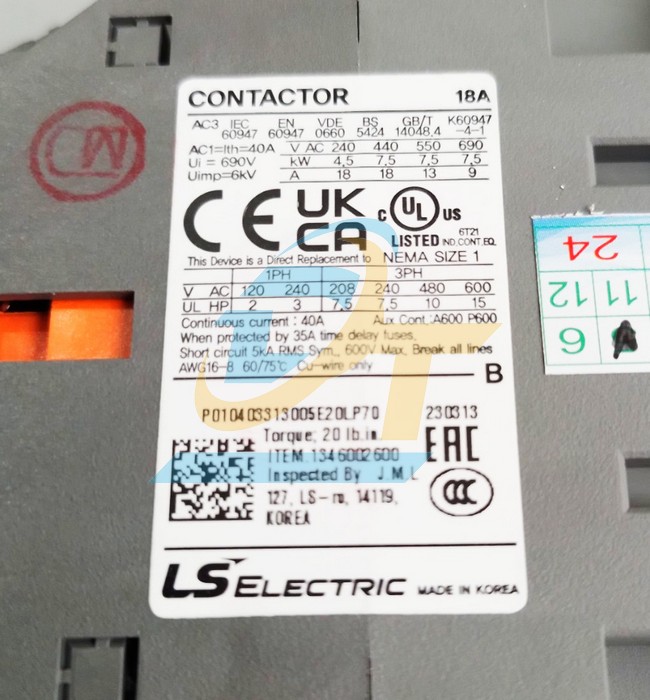 CONTACTOR 18A
AC3 IEC EN VDE BS GB/T K60947
60947 60947 0660 5424 14048.4 -4-1
AC1=Ith=40A V AC 240 440 550 690
Ui = 690V kW 4,5 7,5 7,5 7,5
Uimp=6kV A 18 18 13 9
CE UK CA c UL us
6T21
LISTED IND.CONT.EQ.
This Device is a Direct Replacement to NEMA SIZE 1
1PH 3PH
V AC 120 240 208 240 480 600
UL HP 2 3 7,5 7,5 10 15
Continuous current : 40A Aux Cont.:A600 P600
When protected by 35A time delay fuses,
Short circuit 5kA RMS Sym., 600V Max, Break all lines
AWG16-8 60/75℃ Cu-wire only
B
P010403313005E20LP70 230313
Torque; 20 lb.in
ITEM: 1346002600
Inspected By J.M.L
127, LS-ro, 14119,
KOREA
EAC
CCC
LS ELECTRIC MADE IN KOREA
24
11 12
9